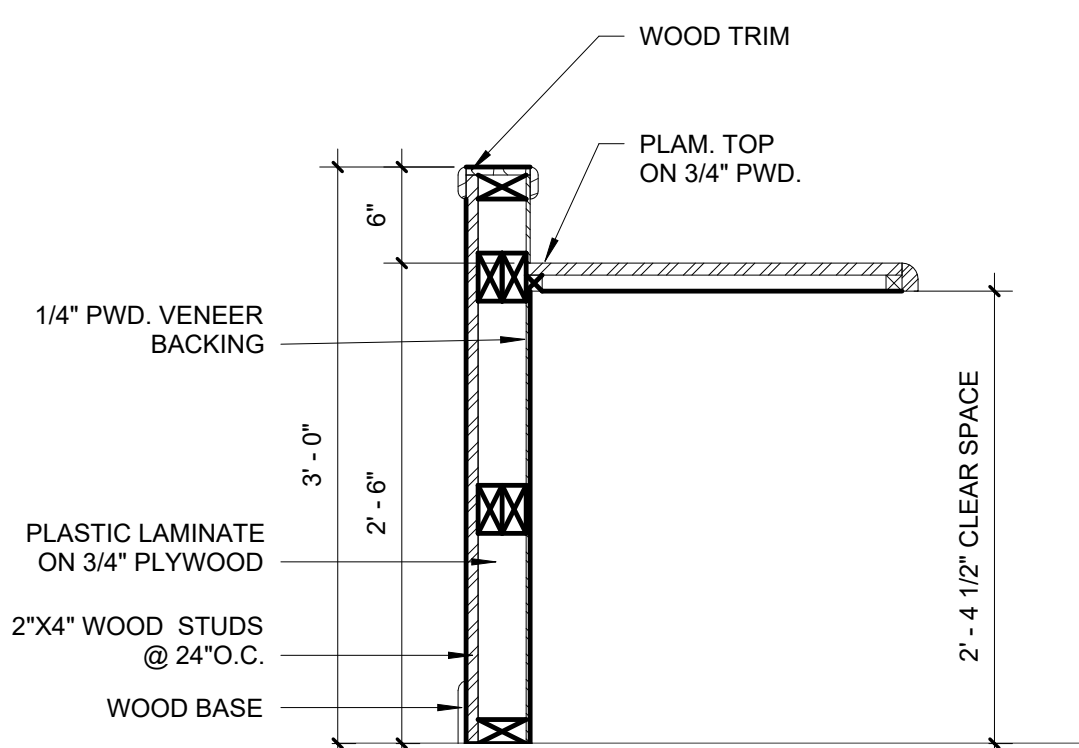 WOOD TRIM
PLAM. TOP
ON 3/4" PWD.
6"
1/4" PWD. VENEER
BACKING
3' - 0"
2' - 6"
2' - 4 1/2" CLEAR SPACE
PLASTIC LAMINATE
ON 3/4" PLYWOOD
2"X4" WOOD STUDS
@ 24"O.C.
WOOD BASE